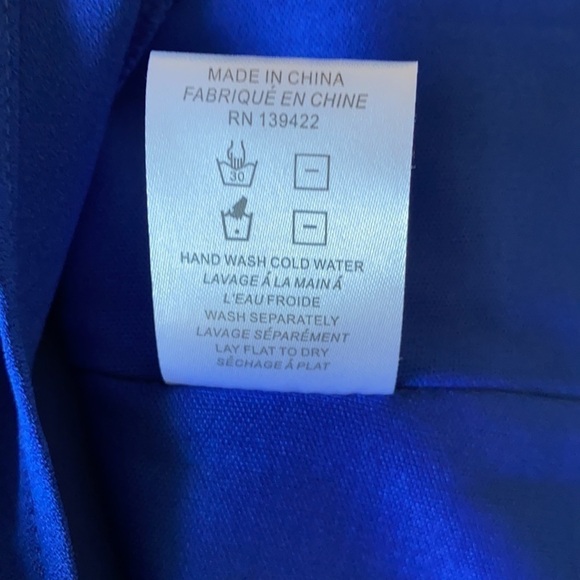 MADE IN CHINA
FABRIQUÉ EN CHINE
RN 139422
30
HAND WASH COLD WATER
LAVAGE Á LA MAIN Á
L'EAU FROIDE
WASH SEPARATELY
LAVAGE SÉPARÉMENT
LAY FLAT TO DRY
SÉCHAGE Á PLAT